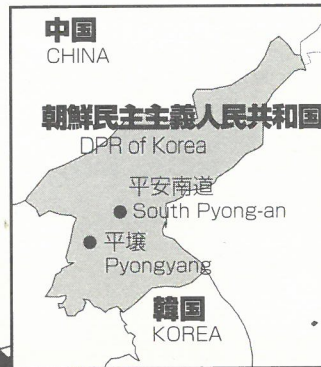 中国
CHINA
朝鮮民主主義人民共和国
DPR of Korea
平安南道
South Pyong-an
平壌
Pyongyang
韓国
KOREA